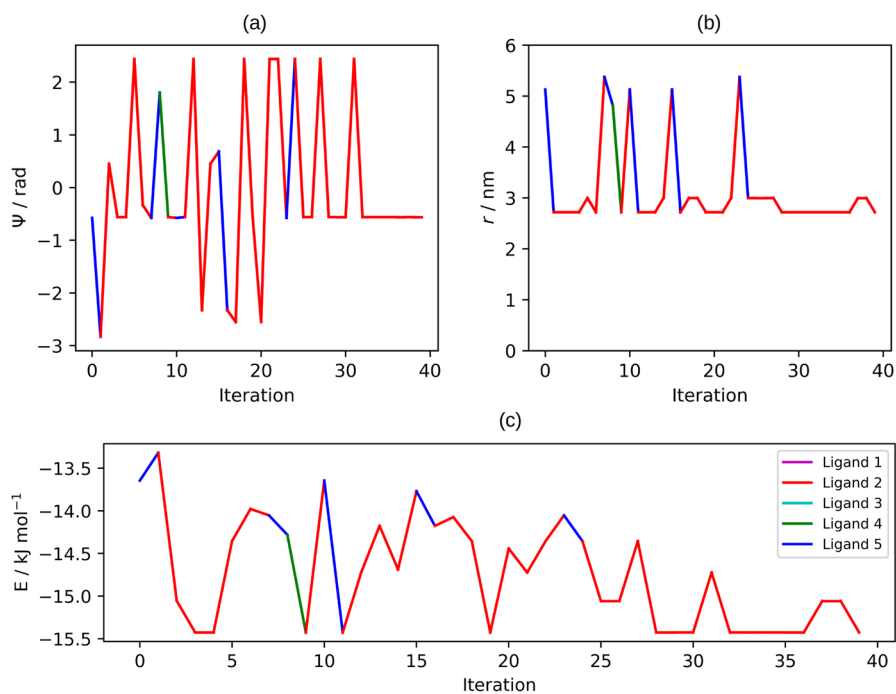 (a)
2
1
0
−1
−2
−3
Ψ / rad
0
10
20
30
40
Iteration
(b)
6
5
4
3
2
1
0
r / nm
0
10
20
30
40
Iteration
(c)
−13.5
−14.0
−14.5
−15.0
−15.5
E / kJ mol⁻¹
Ligand 1
Ligand 2
Ligand 3
Ligand 4
Ligand 5
0
5
10
15
20
25
30
35
40
Iteration